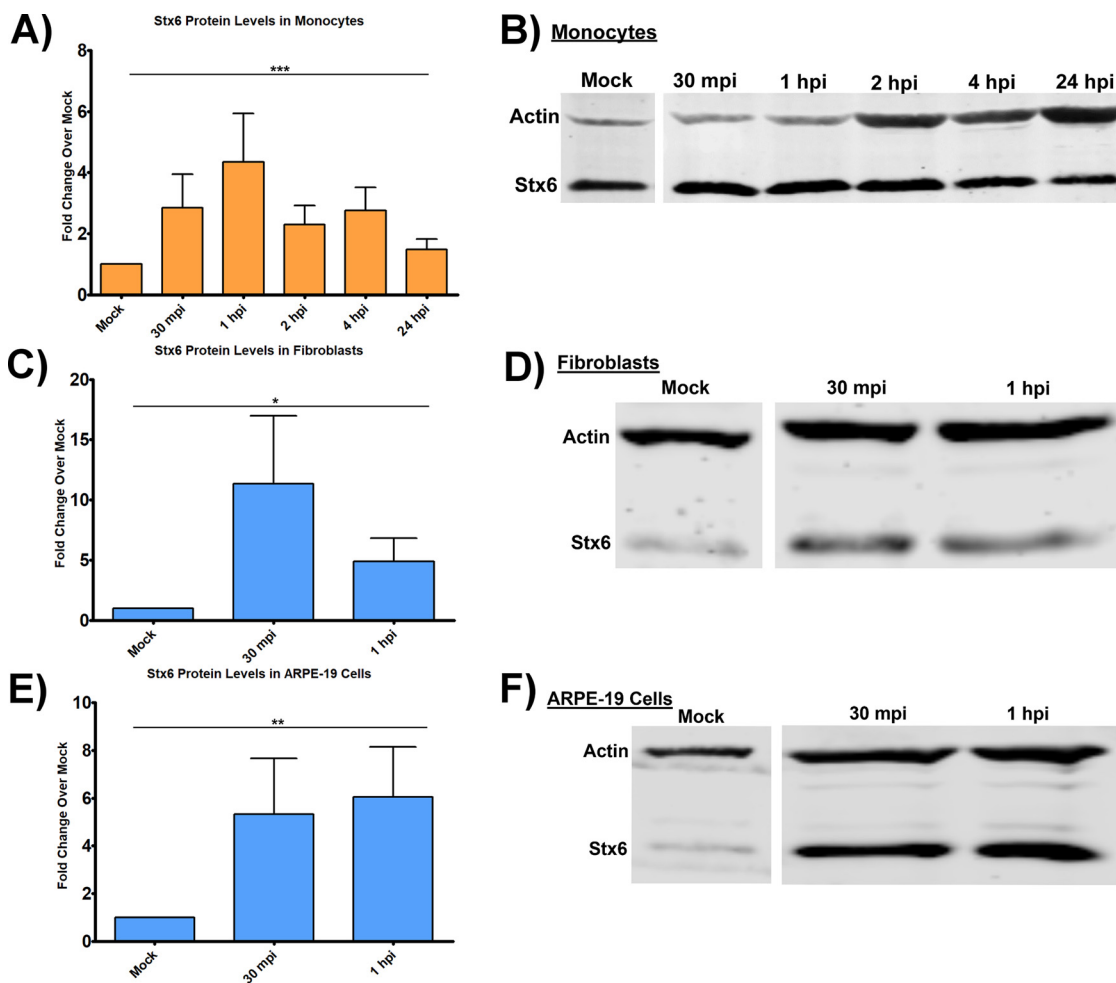 A)
Stx6 Protein Levels in Monocytes
Fold Change Over Mock
8
6
4
2
0
***
Mock
30 mpi
1 hpi
2 hpi
4 hpi
24 hpi
B) Monocytes
Mock 30 mpi 1 hpi 2 hpi 4 hpi 24 hpi
Actin
Stx6
C)
Stx6 Protein Levels in Fibroblasts
Fold Change Over Mock
20
15
10
5
0
*
Mock
30 mpi
1 hpi
D) Fibroblasts
Mock 30 mpi 1 hpi
Actin
Stx6
E)
Stx6 Protein Levels in ARPE-19 Cells
Fold Change Over Mock
10
8
6
4
2
0
**
Mock
30 mpi
1 hpi
F) ARPE-19 Cells
Mock 30 mpi 1 hpi
Actin
Stx6